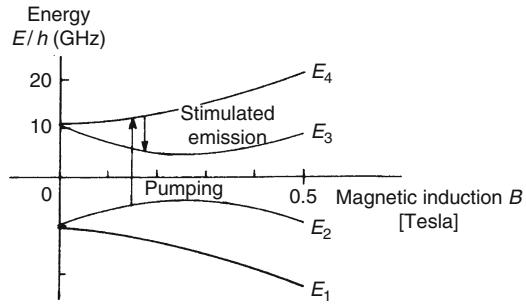 Energy
E/h (GHz)
20
10
0
E4
Stimulated
emission
E3
Pumping
0.5
Magnetic induction B
[Tesla]
E2
E1